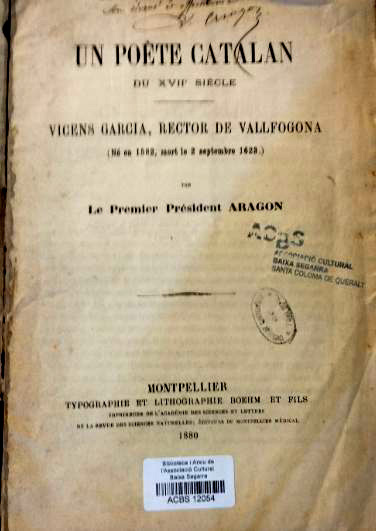 UN POËTE CATALAN
DU XVIIe SIÈCLE
VICENS GARCIA, RECTOR DE VALLFOGONA
(Né en 1582, mort le 2 septembre 1623.)
PAR
Le Premier Président ARAGON
ACBS
ASSOCIACIÓ CULTURAL
BAIXA SEGARRA
SANTA COLOMA DE QUERALT
MONTPELLIER
TYPOGRAPHIE ET LITHOGRAPHIE BOEHM ET FILS
IMPRIMEURS DE L'ACADÉMIE DES SCIENCES ET LETTRES
DE LA REVUE DES SCIENCES NATURELLES; ÉDITEURS DU MONTPELLIER MÉDICAL
1880
Biblioteca i Arxiu de
l'Associació Cultural
Baixa Segarra
ACBS 12054